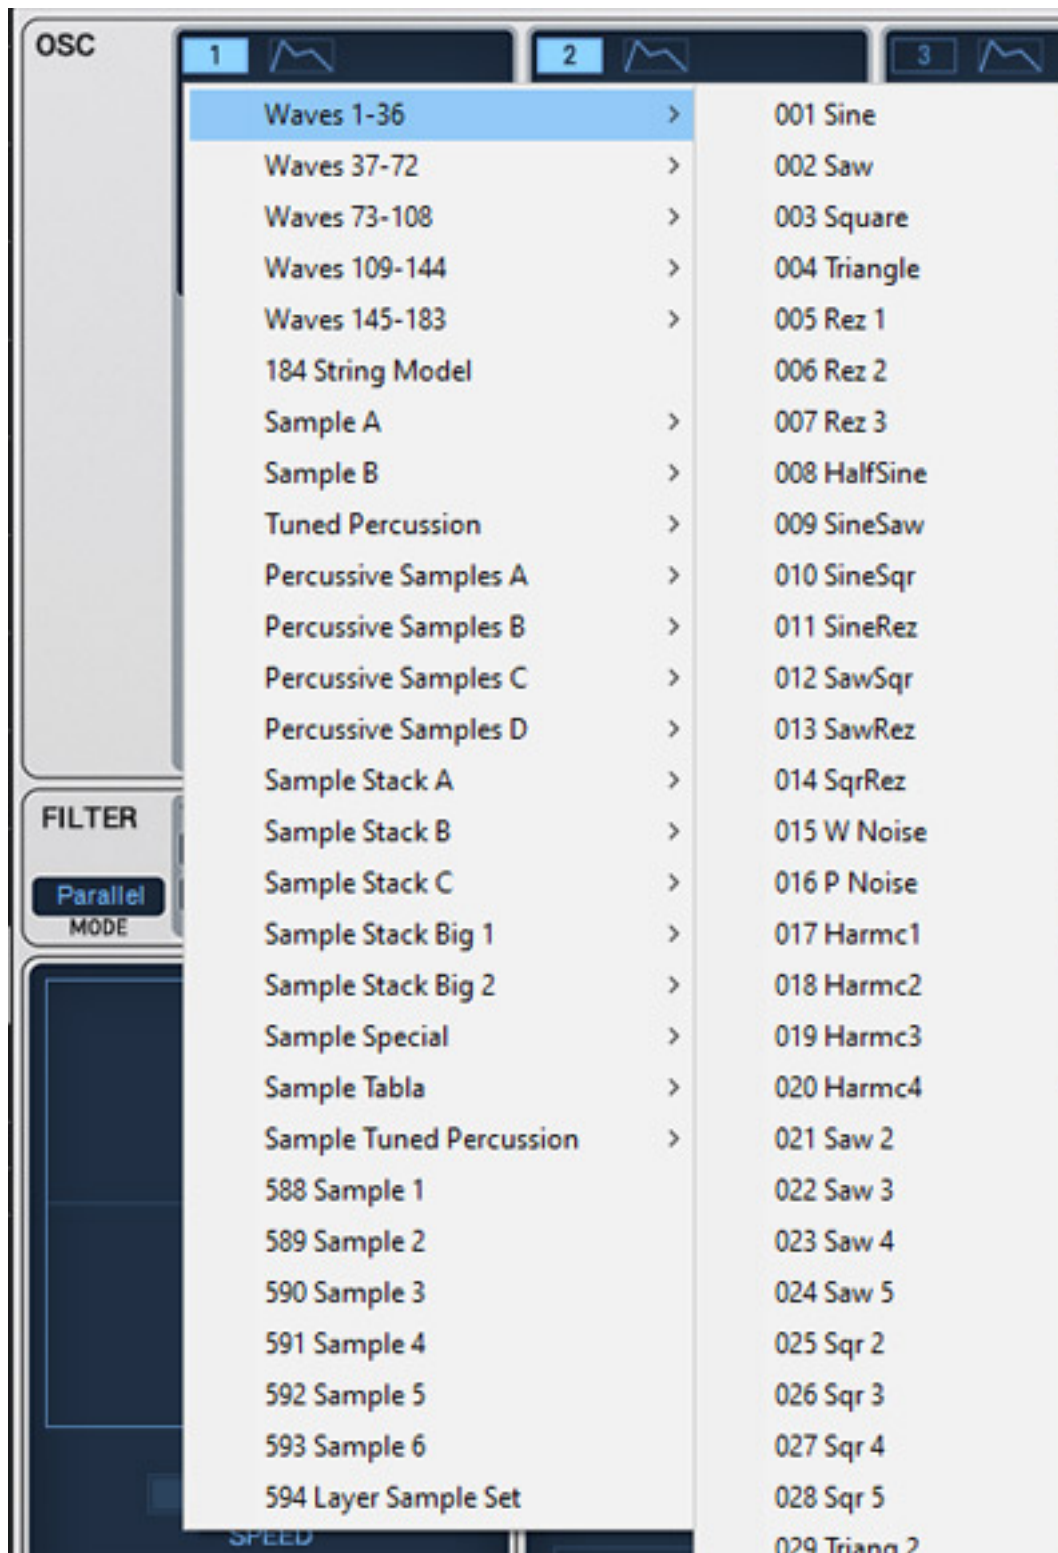 OSC
1
2
3
Waves 1-36
Waves 37-72
Waves 73-108
Waves 109-144
Waves 145-183
184 String Model
Sample A
Sample B
Tuned Percussion
Percussive Samples A
Percussive Samples B
Percussive Samples C
Percussive Samples D
Sample Stack A
Sample Stack B
Sample Stack C
Sample Stack Big 1
Sample Stack Big 2
Sample Special
Sample Tabla
Sample Tuned Percussion
588 Sample 1
589 Sample 2
590 Sample 3
591 Sample 4
592 Sample 5
593 Sample 6
594 Layer Sample Set
001 Sine
002 Saw
003 Square
004 Triangle
005 Rez 1
006 Rez 2
007 Rez 3
008 HalfSine
009 SineSaw
010 SineSqr
011 SineRez
012 SawSqr
013 SawRez
014 SqrRez
015 W Noise
016 P Noise
017 Harmc1
018 Harmc2
019 Harmc3
020 Harmc4
021 Saw 2
022 Saw 3
023 Saw 4
024 Saw 5
025 Sqr 2
026 Sqr 3
027 Sqr 4
028 Sqr 5
029 Triang 2
FILTER
Parallel
MODE
SPEED